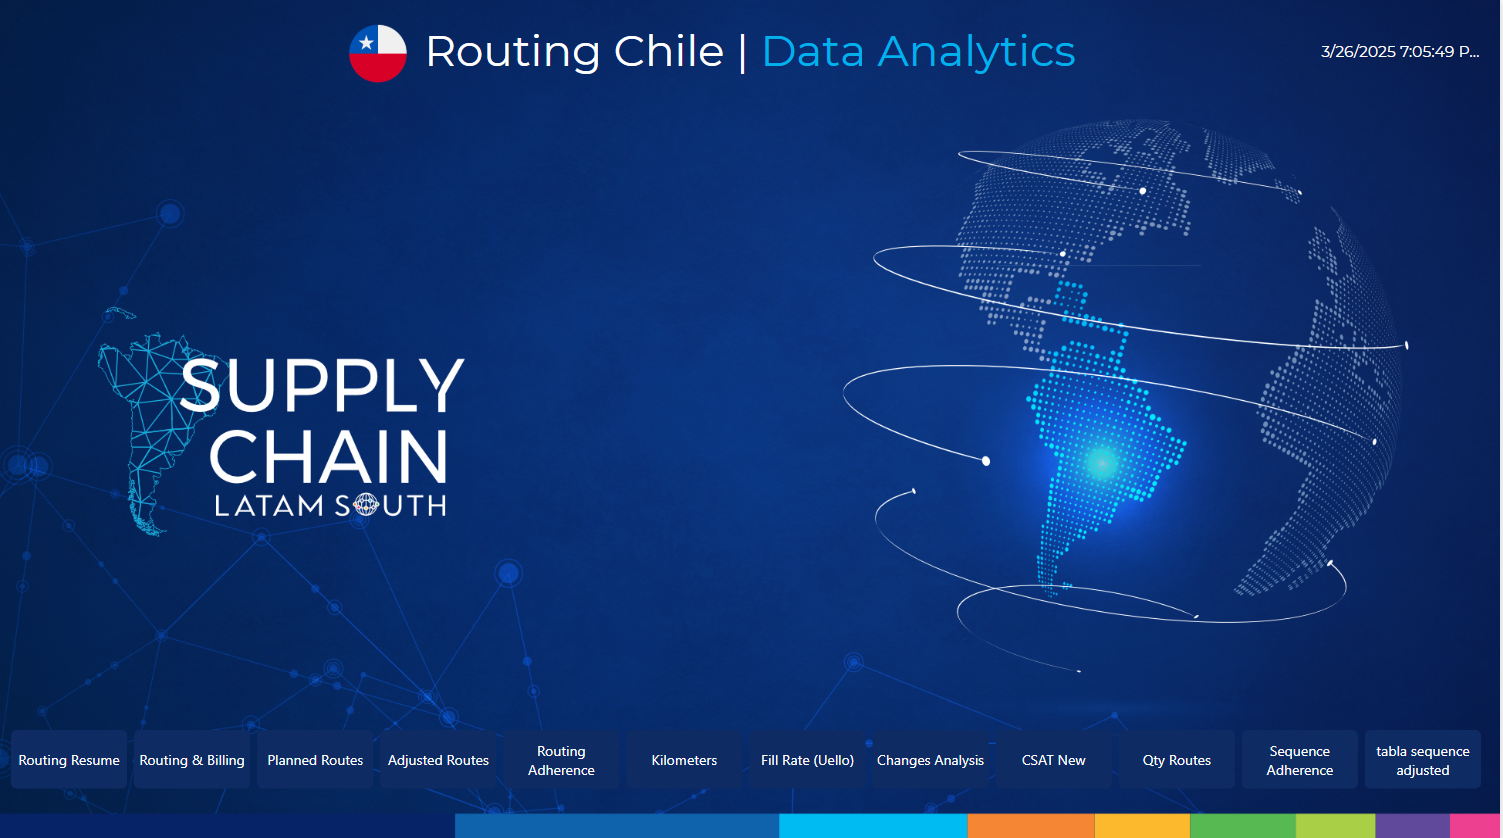 Routing Chile | Data Analytics
3/26/2025 7:05:49 P...
SUPPLY
CHAIN
LATAM SOUTH
Routing Resume
Routing & Billing
Planned Routes
Adjusted Routes
Routing
Adherence
Kilometers
Fill Rate (Uello)
Changes Analysis
CSAT New
Qty Routes
Sequence
Adherence
tabla sequence
adjusted